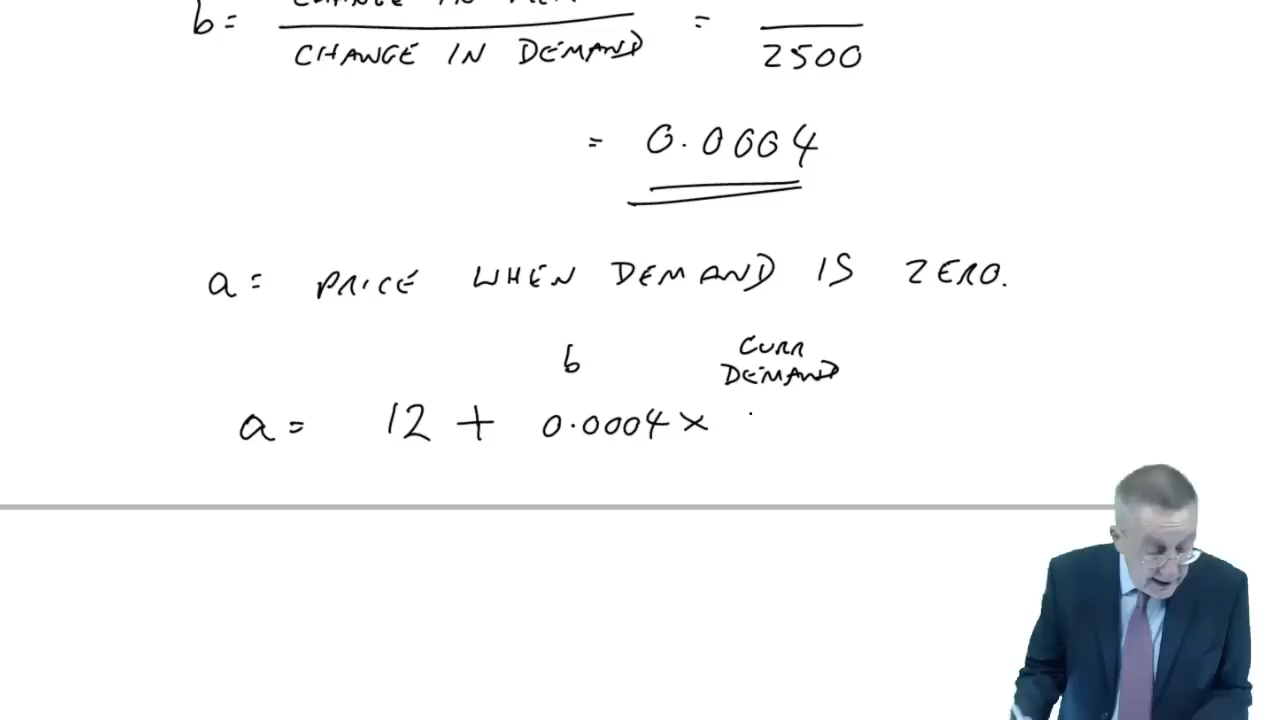 b =
CHANGE IN DEMAND = 2500
= 0.0004
a = PRICE WHEN DEMAND IS ZERO.
b CURR DEMAND
a = 12 + 0.0004 ×